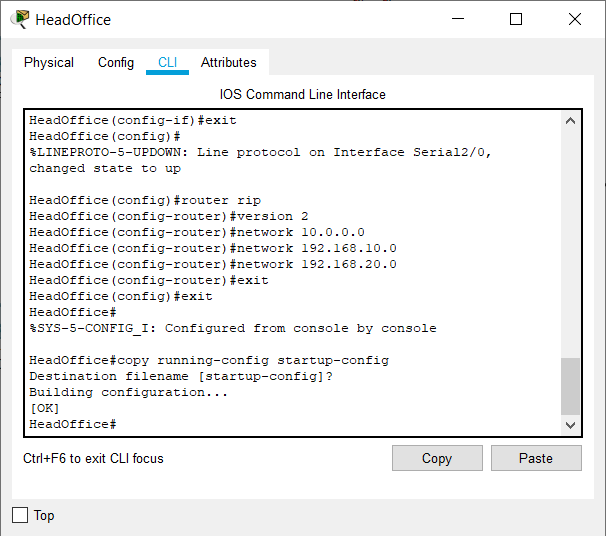 HeadOffice
Physical Config CLI Attributes
IOS Command Line Interface
HeadOffice(config-if)#exit
HeadOffice(config)#
%LINEPROTO-5-UPDOWN: Line protocol on Interface Serial2/0,
changed state to up
HeadOffice(config)#router rip
HeadOffice(config-router)#version 2
HeadOffice(config-router)#network 10.0.0.0
HeadOffice(config-router)#network 192.168.10.0
HeadOffice(config-router)#network 192.168.20.0
HeadOffice(config-router)#exit
HeadOffice(config)#exit
HeadOffice#
%SYS-5-CONFIG_I: Configured from console by console
HeadOffice#copy running-config startup-config
Destination filename [startup-config]?
Building configuration...
[OK]
HeadOffice#
Ctrl+F6 to exit CLI focus Copy Paste
Top